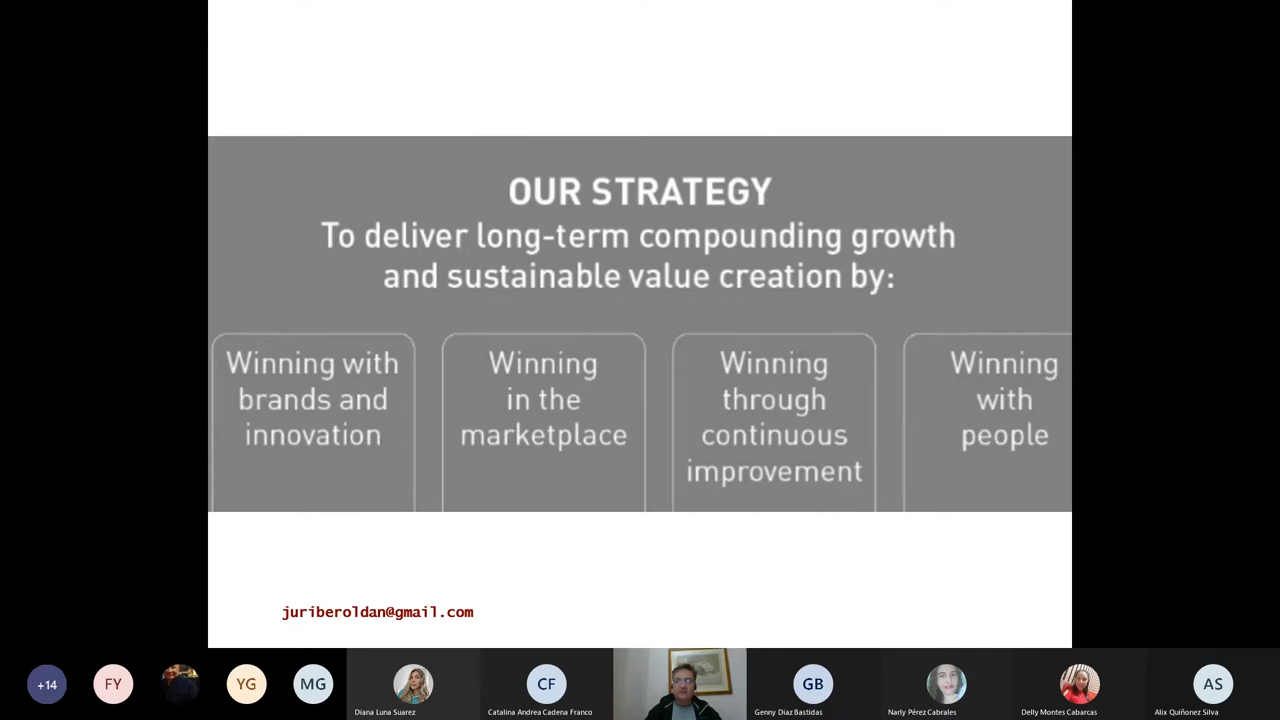 OUR STRATEGY
To deliver long-term compounding growth
and sustainable value creation by:
Winning with
brands and
innovation
Winning
in the
marketplace
Winning
through
continuous
improvement
Winning
with
people
juriberoldan@gmail.com
+14
FY
YG
MG
Diana Luna Suarez
CF
Catalina Andrea Cadena Franco
GB
Genny Diaz Bastidas
Narly Pérez Cabrales
Delly Montes Cabarcas
AS
Alix Quiñonez Silva